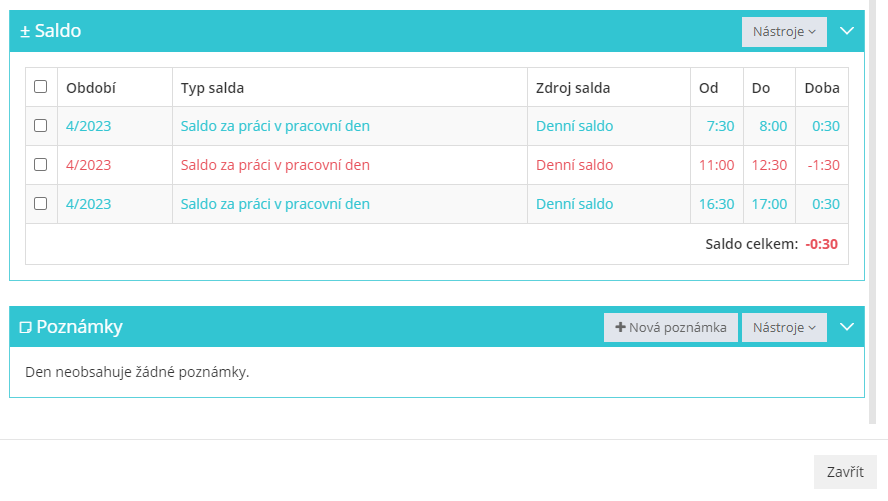 ± Saldo Nástroje
Období Typ salda Zdroj salda Od Do Doba
4/2023 Saldo za práci v pracovní den Denní saldo 7:30 8:00 0:30
4/2023 Saldo za práci v pracovní den Denní saldo 11:00 12:30 -1:30
4/2023 Saldo za práci v pracovní den Denní saldo 16:30 17:00 0:30
Saldo celkem: -0:30
Poznámky + Nová poznámka Nástroje
Den neobsahuje žádné poznámky.
Zavřít